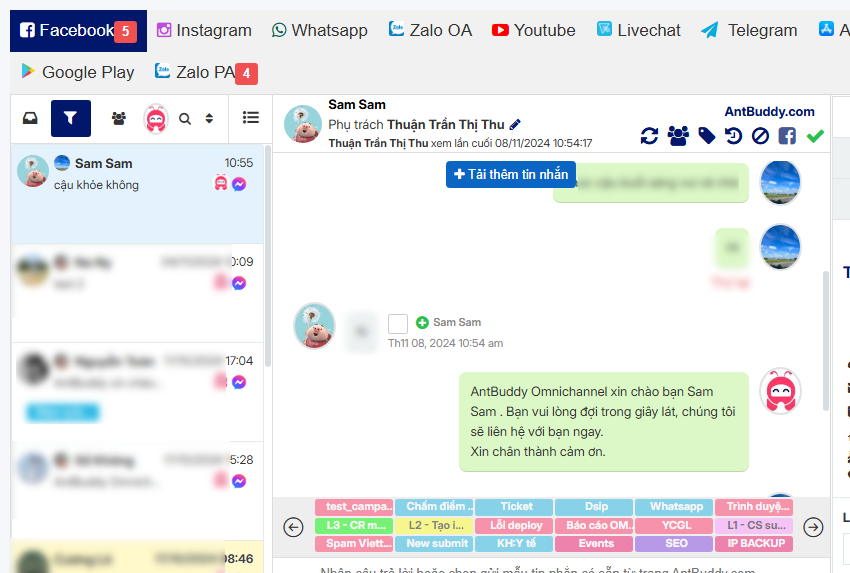 Facebook 5 Instagram Whatsapp Zalo OA Youtube Livechat Telegram A
Google Play Zalo PA 4
Sam Sam 10:55
cậu khỏe không
0:09
17:04
5:28
08:46
Sam Sam
Phụ trách Thuận Trần Thị Thu
Thuận Trần Thị Thu xem lần cuối 08/11/2024 10:54:17
AntBuddy.com
Tải thêm tin nhắn
Sam Sam
Th11 08, 2024 10:54 am
AntBuddy Omnichannel xin chào bạn Sam
Sam . Bạn vui lòng đợi trong giây lát, chúng tôi
sẽ liên hệ với bạn ngay.
Xin chân thành cảm ơn.
test_campa... Chấm điểm ... Ticket Dsip Whatsapp Trình duyệ...
L3 - CR m... L2 - Tạo i... Lỗi deploy Báo cáo OM... YCGL L1 - CS su...
Spam Viett... New submit KH:Y tế Events SEO IP BACKUP
Nhập câu trả lời hoặc chọn gửi mẫu tin nhắn có sẵn từ trang AntBuddy.com